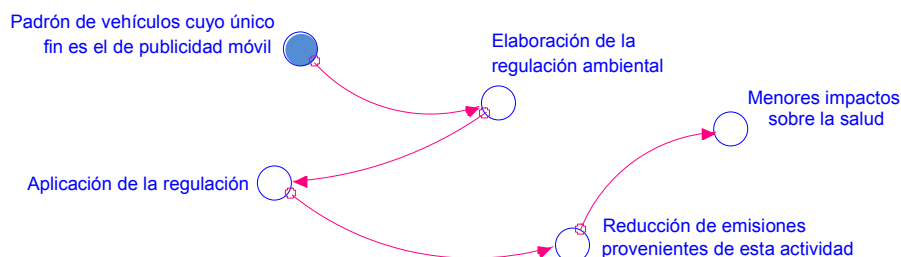 Padrón de vehículos cuyo único
fin es el de publicidad móvil
Elaboración de la
regulación ambiental
Menores impactos
sobre la salud
Aplicación de la regulación
Reducción de emisiones
provenientes de esta actividad